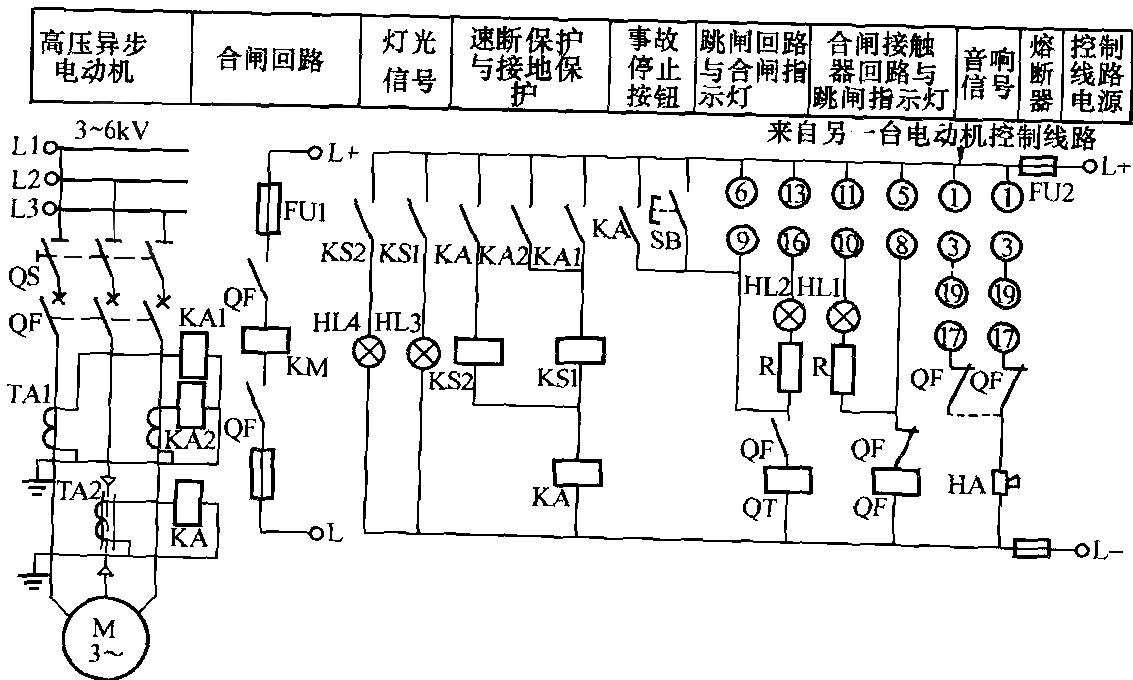 高压异步
电动机
合闸回路
灯光
信号
速断保护
与接地保
护
事故
停止
按钮
跳闸回路
与合闸指
示灯
合闸接触
器回路与
跳闸指示灯
音响
信号
熔断器
控制
线路
电源
来自另一台电动机控制线路
3~6kV
L1
L2
L3
QS
QF
TA1
KA1
KA2
TA2
KA
M
3~
L+
FU1
QF
KM
QF
L
KS2
KS1
KA
KA2
KA1
KA
SB
HL4
HL3
KS2
KS1
KA
6
13
11
5
1
1
FU2
L+
9
16
10
8
3
3
HL2
HL1
19
19
17
17
R
R
QF
QF
QF
QF
QT
QF
HA
L-